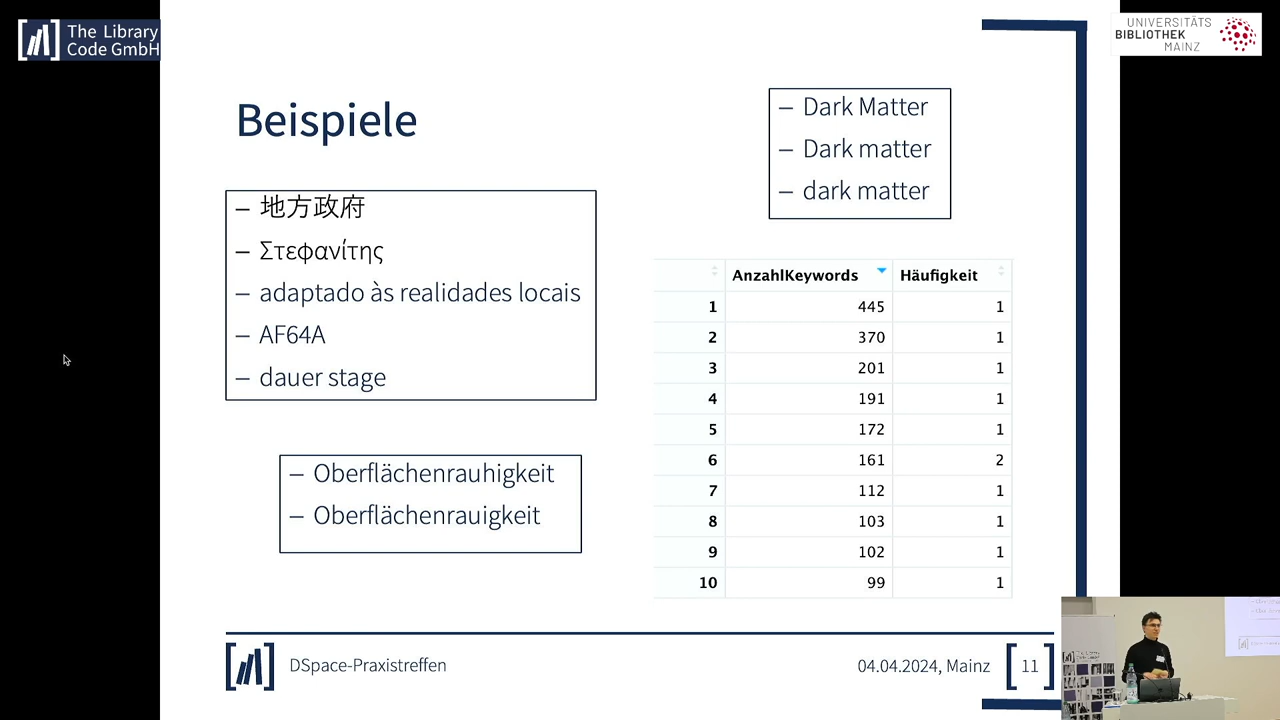 The Library
Code GmbH
UNIVERSITÄTS
BIBLIOTHEK
MAINZ
Beispiele
– 地方政府
– Στεφανίτης
– adaptado às realidades locais
– AF64A
– dauer stage
– Oberflächenrauhigkeit
– Oberflächenrauigkeit
– Dark Matter
– Dark matter
– dark matter
AnzahlKeywords Häufigkeit
1 445 1
2 370 1
3 201 1
4 191 1
5 172 1
6 161 2
7 112 1
8 103 1
9 102 1
10 99 1
DSpace-Praxistreffen
04.04.2024, Mainz
11